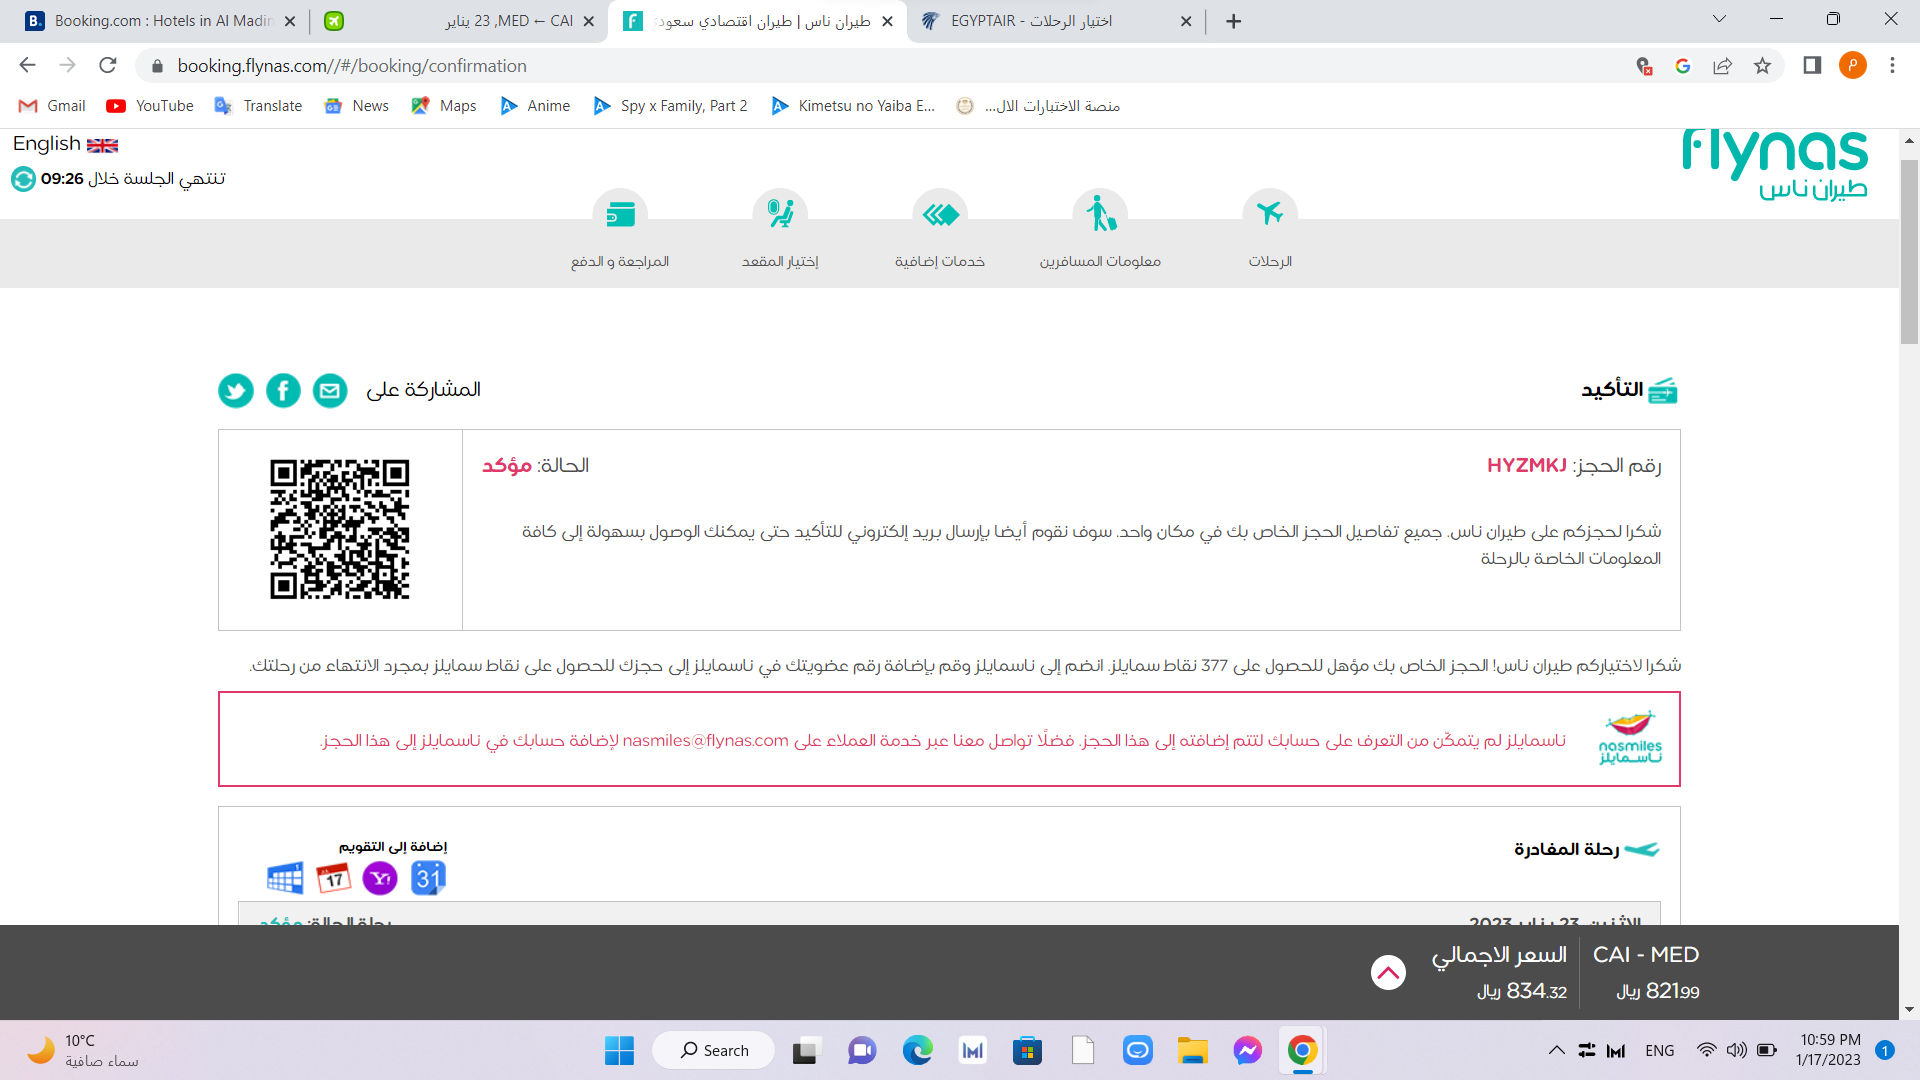 Booking.com : Hotels in Al Madin
MED ← CAI, 23 يناير
طيران ناس | طيران اقتصادي سعودي
اختيار الرحلات - EGYPTAIR
booking.flynas.com//#/booking/confirmation
P
Gmail
YouTube
Translate
News
Maps
Anime
Spy x Family, Part 2
Kimetsu no Yaiba E...
منصة الاختبارات الال...
English
تنتهي الجلسة خلال 09:26
flynas
طيران ناس
الرحلات
معلومات المسافرين
خدمات إضافية
إختيار المقعد
المراجعة و الدفع
التأكيد
المشاركة على
رقم الحجز: HYZMKJ
الحالة: مؤكد
شكرا لحجزكم على طيران ناس. جميع تفاصيل الحجز الخاص بك في مكان واحد. سوف نقوم أيضا بإرسال بريد إلكتروني للتأكيد حتى يمكنك الوصول بسهولة إلى كافة
المعلومات الخاصة بالرحلة
شكرا لاختياركم طيران ناس! الحجز الخاص بك مؤهل للحصول على 377 نقاط سمايلز. انضم إلى ناسمايلز وقم بإضافة رقم عضويتك في ناسمايلز إلى حجزك للحصول على نقاط سمايلز بمجرد الانتهاء من رحلتك.
nasmiles
ناسمايلز
ناسمايلز لم يتمكّن من التعرف على حسابك لتتم إضافته إلى هذا الحجز. فضلًا تواصل معنا عبر خدمة العملاء على nasmiles@flynas.com لإضافة حسابك في ناسمايلز إلى هذا الحجز.
رحلة المغادرة
إضافة إلى التقويم
17
31
الاثنين, 23 يناير 2023
رحلة الحالة: مؤكد
CAI - MED
821.99 ريال
السعر الاجمالي
834.32 ريال
10°C
سماء صافية
Search
ENG
10:59 PM
1/17/2023
1